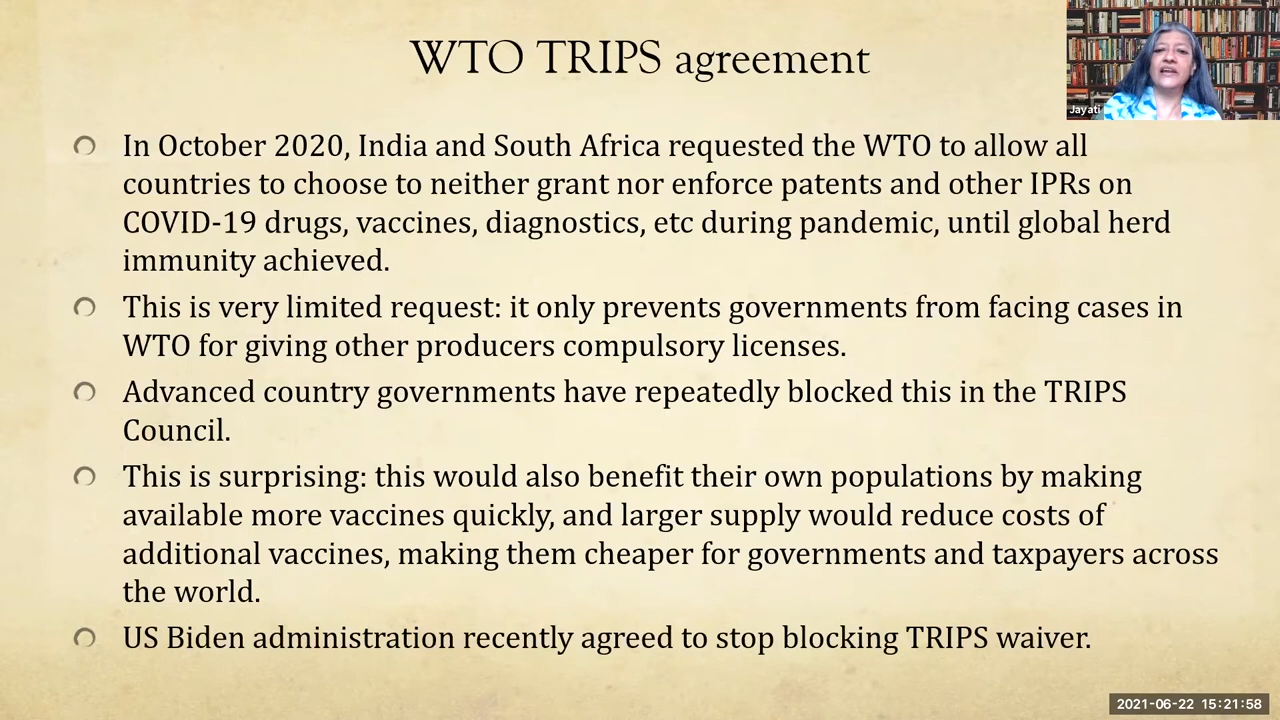 WTO TRIPS agreement
Jayati
In October 2020, India and South Africa requested the WTO to allow all
countries to choose to neither grant nor enforce patents and other IPRs on
COVID-19 drugs, vaccines, diagnostics, etc during pandemic, until global herd
immunity achieved.
This is very limited request: it only prevents governments from facing cases in
WTO for giving other producers compulsory licenses.
Advanced country governments have repeatedly blocked this in the TRIPS
Council.
This is surprising: this would also benefit their own populations by making
available more vaccines quickly, and larger supply would reduce costs of
additional vaccines, making them cheaper for governments and taxpayers across
the world.
US Biden administration recently agreed to stop blocking TRIPS waiver.
2021-06-22 15:21:58